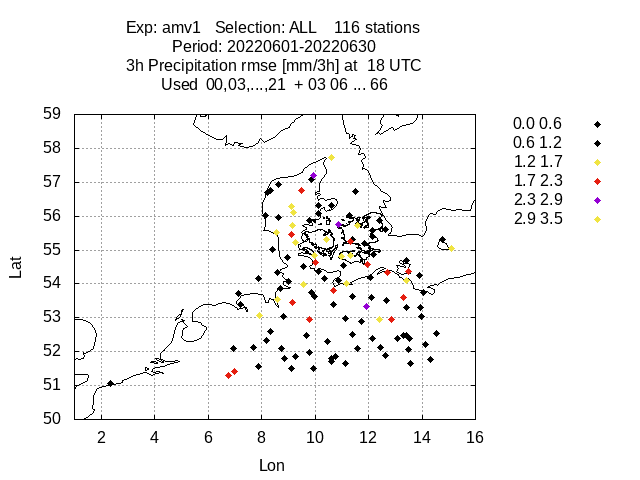 Exp: amv1   Selection: ALL    116 stations
Period: 20220601-20220630
3h Precipitation rmse [mm/3h] at  18 UTC
Used  00,03,...,21  + 03 06 ... 66
59
58
57
56
55
54
53
52
51
50
Lat
2 4 6 8 10 12 14 16
Lon
0.0 0.6
0.6 1.2
1.2 1.7
1.7 2.3
2.3 2.9
2.9 3.5